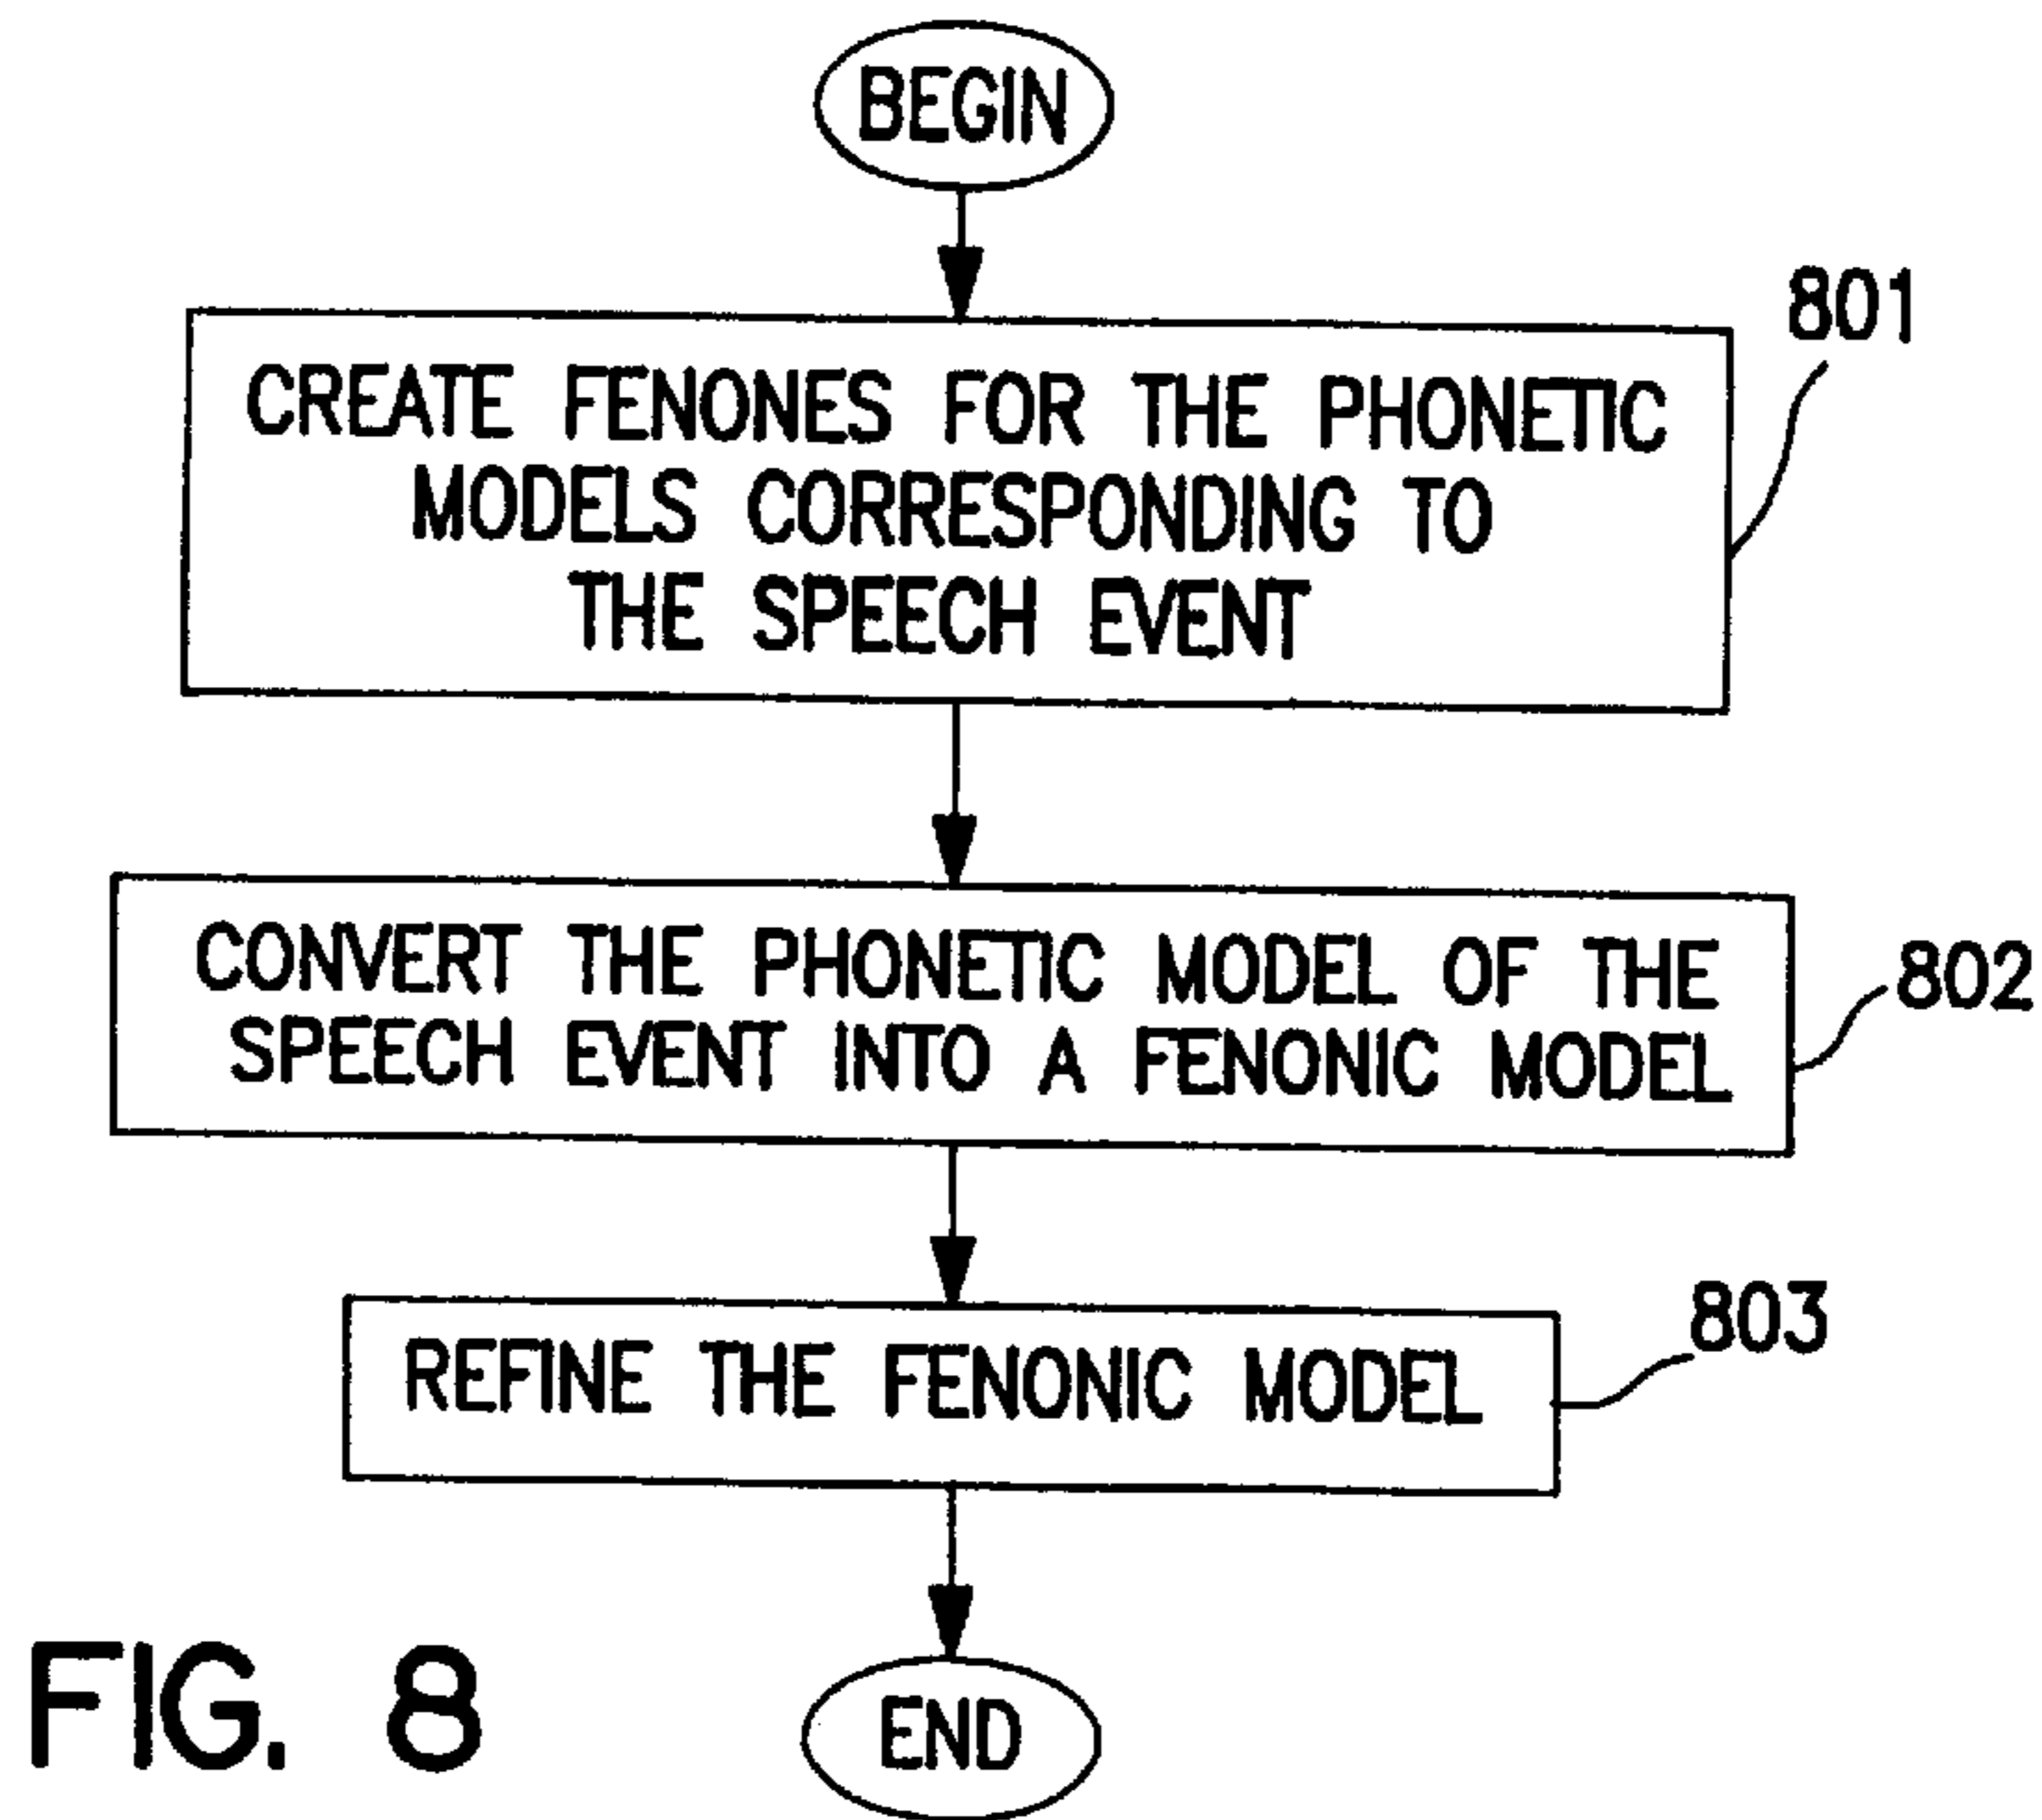 BEGIN
801
CREATE FENONES FOR THE PHONETIC
MODELS CORRESPONDING TO
THE SPEECH EVENT
CONVERT THE PHONETIC MODEL OF THE
SPEECH EVENT INTO A FENONIC MODEL
802
REFINE THE FENONIC MODEL
803
END
FIG. 8